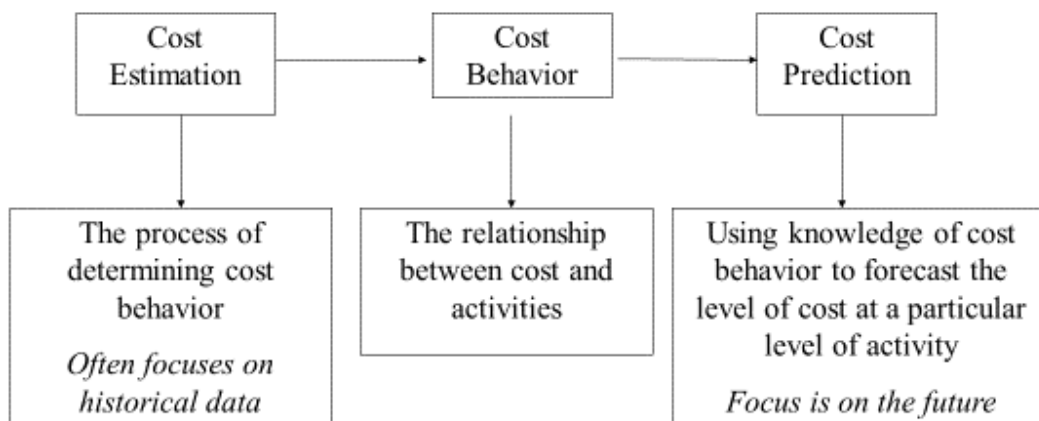 Cost
Estimation
Cost
Behavior
Cost
Prediction
The process of
determining cost
behavior
Often focuses on
historical data
The relationship
between cost and
activities
Using knowledge of cost
behavior to forecast the
level of cost at a particular
level of activity
Focus is on the future